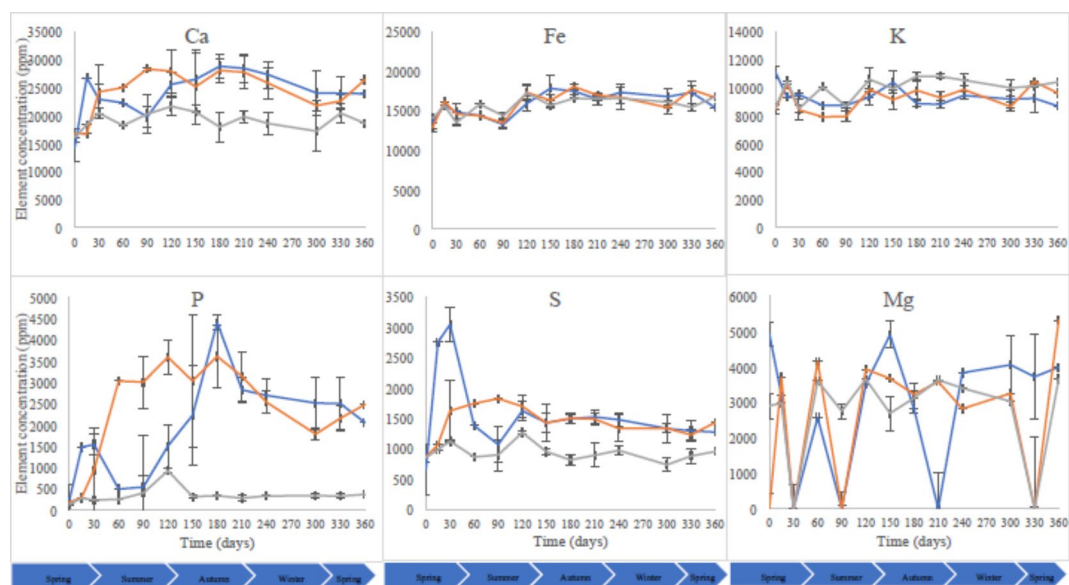 Ca
Element concentration (ppm)
35000
30000
25000
20000
15000
10000
5000
0
0 30 60 90 120 150 180 210 240 270 300 330 360
Fe
25000
20000
15000
10000
5000
0
0 30 60 90 120 150 180 210 240 270 300 330 360
K
14000
12000
10000
8000
6000
4000
2000
0
0 30 60 90 120 150 180 210 240 270 300 330 360
P
Element concentration (ppm)
5000
4500
4000
3500
3000
2500
2000
1500
1000
500
0
0 30 60 90 120 150 180 210 240 270 300 330 360
Time (days)
S
3500
3000
2500
2000
1500
1000
500
0
0 30 60 90 120 150 180 210 240 270 300 330 360
Time (days)
Mg
6000
5000
4000
3000
2000
1000
0
0 30 60 90 120 150 180 210 240 270 300 330 360
Time (days)
Spring Summer Autumn Winter Spring
Spring Summer Autumn Winter Spring
Spring Summer Autumn Winter Spring